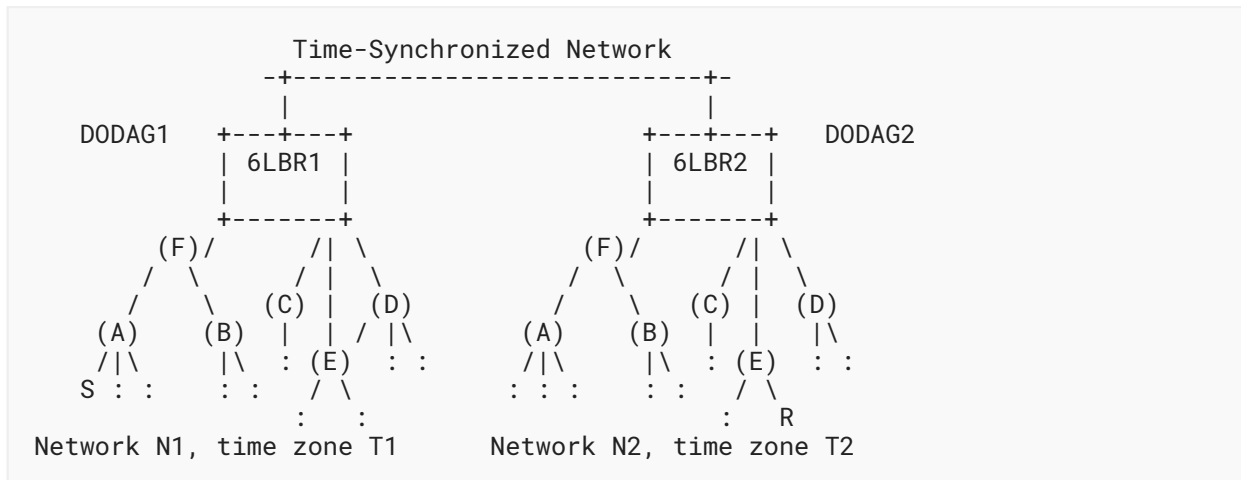 Time-Synchronized Network
               -+---------------------------+-
                |                           |
   DODAG1   +---+---+                   +---+---+   DODAG2
            | 6LBR1 |                   | 6LBR2 |
            |       |                   |       |
            +-------+                   +-------+
        (F)/      /| \              (F)/      /| \
       /  \      / |  \            /  \      / |  \
      /    \   (C) |  (D)         /    \   (C) |  (D)
    (A)    (B)  |  | / |\       (A)    (B)  |  |   |\
    /|\     |\  : (E)  : :      /|\     |\  : (E)  : :
   S : :    : :   / \          : : :    : :   / \
                 :   :                       :   R
Network N1, time zone T1      Network N2, time zone T2